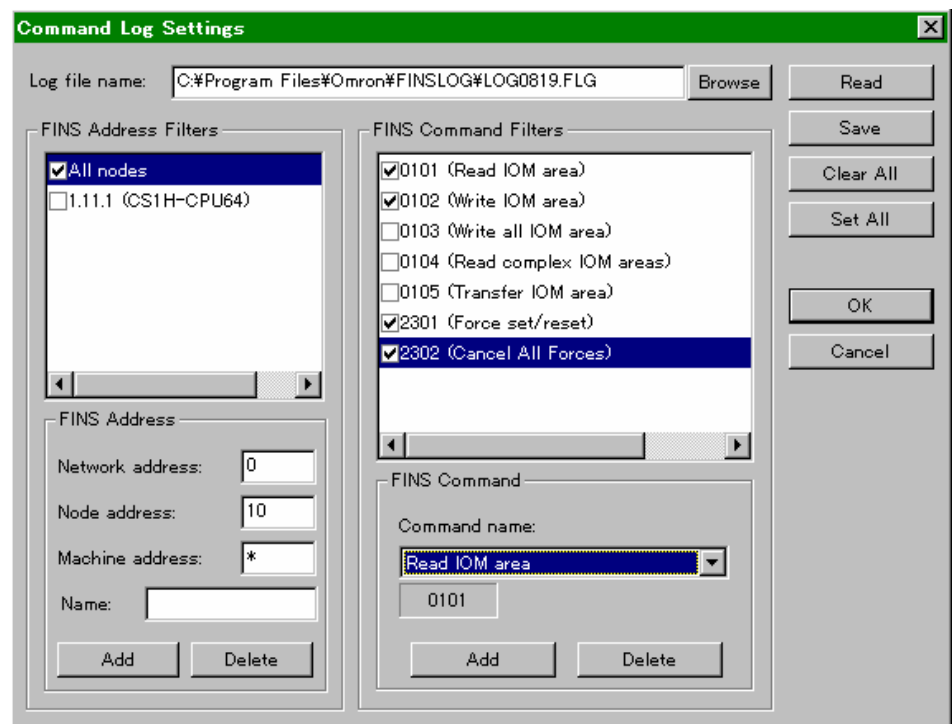 Command Log Settings
Log file name: C:¥Program Files¥Omron¥FINSLOG¥LOG0819.FLG Browse
Read
Save
Clear All
Set All
OK
Cancel
FINS Address Filters
All nodes
1.11.1 (CS1H-CPU64)
FINS Address
Network address: 0
Node address: 10
Machine address: *
Name:
Add Delete
FINS Command Filters
0101 (Read IOM area)
0102 (Write IOM area)
0103 (Write all IOM area)
0104 (Read complex IOM areas)
0105 (Transfer IOM area)
2301 (Force set/reset)
2302 (Cancel All Forces)
FINS Command
Command name:
Read IOM area
0101
Add Delete